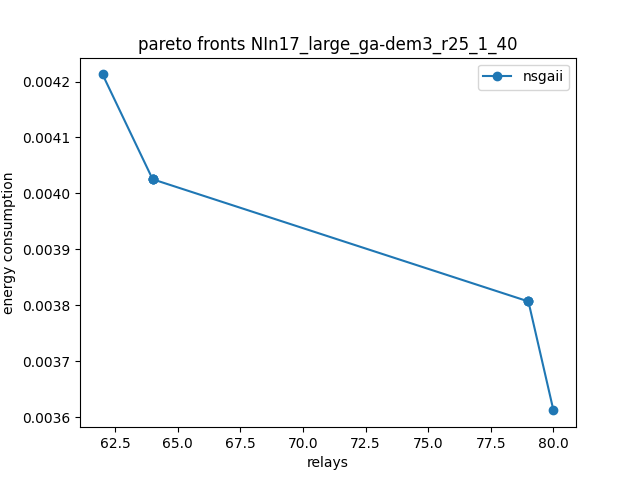 pareto fronts NIn17_large_ga-dem3_r25_1_40
nsgaii
0.0042
0.0041
0.0040
0.0039
0.0038
0.0037
0.0036
energy consumption
62.5 65.0 67.5 70.0 72.5 75.0 77.5 80.0
relays